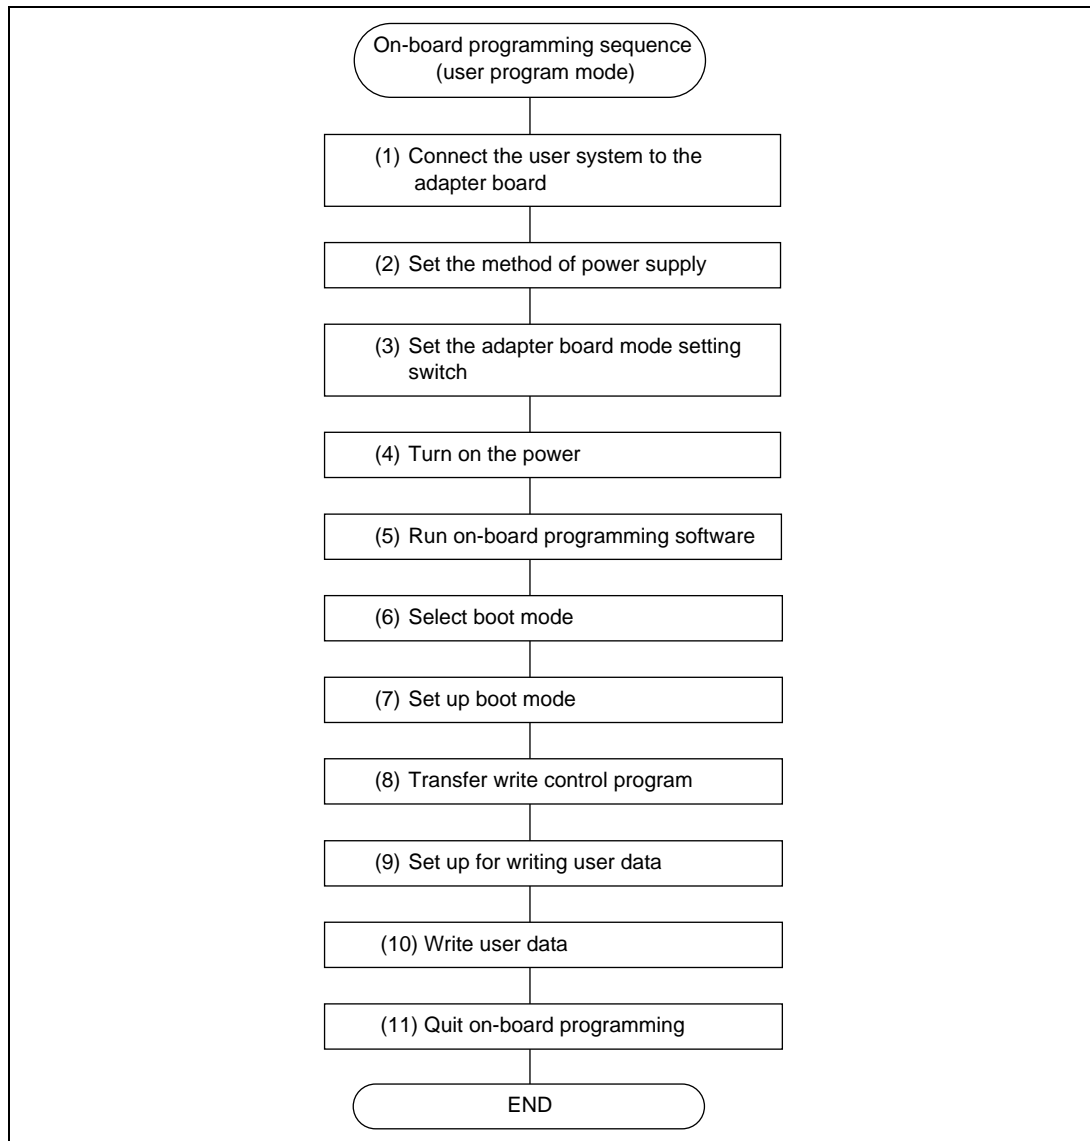 On-board programming sequence
(user program mode)
(1) Connect the user system to the
adapter board
(2) Set the method of power supply
(3) Set the adapter board mode setting
switch
(4) Turn on the power
(5) Run on-board programming software
(6) Select boot mode
(7) Set up boot mode
(8) Transfer write control program
(9) Set up for writing user data
(10) Write user data
(11) Quit on-board programming
END